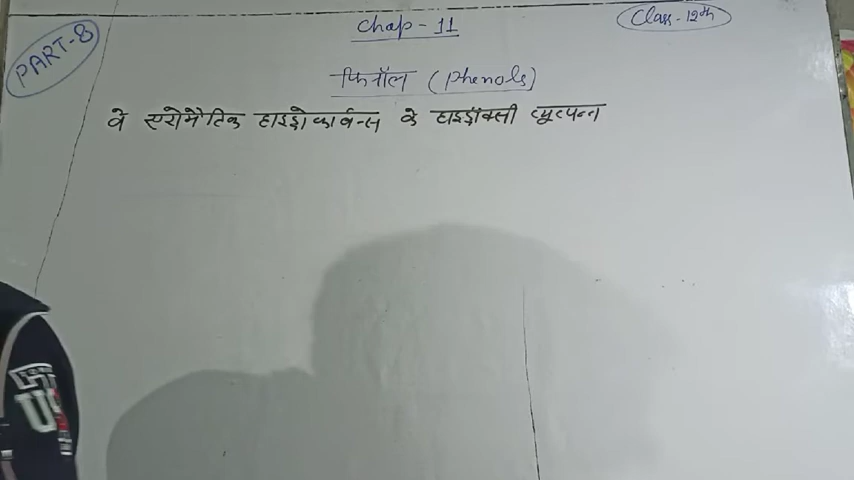 PART-8
Chap - 11
Class-12th
फिनॉल (Phenols)
वे एरोमैटिक हाइड्रोकार्बन्स के हाइड्रॉक्सी व्युत्पन्न